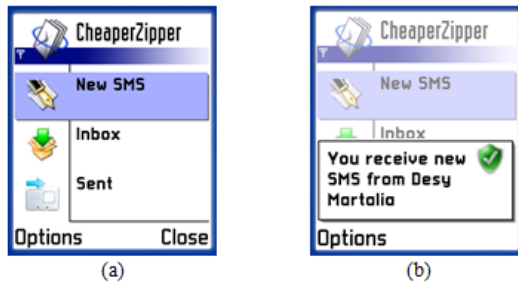 CheaperZipper
New SMS
Inbox
Sent
Options Close
(a)
CheaperZipper
New SMS
Inbox
You receive new
SMS from Desy
Martalia
Options
(b)